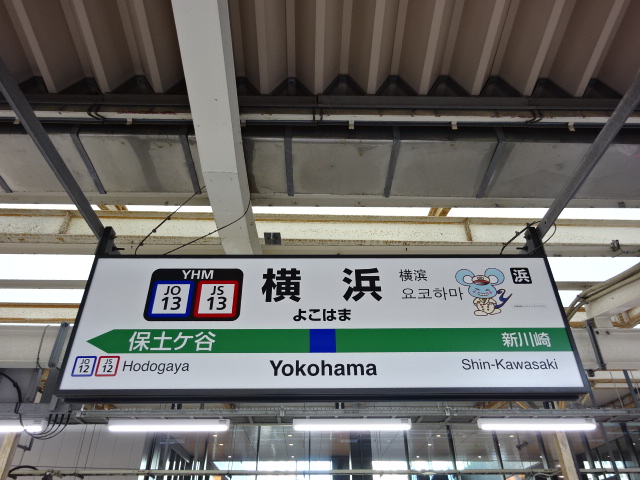 YHM
JO 13
JS 13
横浜
よこはま
横滨
요코하마
浜
保土ケ谷
新川崎
JO 12
JS 12
Hodogaya
Yokohama
Shin-Kawasaki